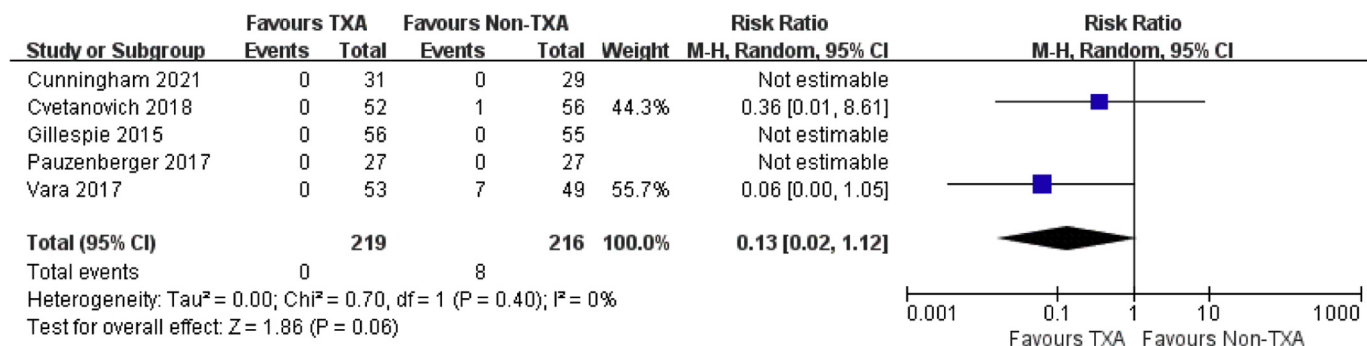 Favours TXA Favours Non-TXA Risk Ratio Risk Ratio
Study or Subgroup Events Total Events Total Weight M-H, Random, 95% CI M-H, Random, 95% CI
Cunningham 2021 0 31 0 29 Not estimable
Cvetanovich 2018 0 52 1 56 44.3% 0.36 [0.01, 8.61]
Gillespie 2015 0 56 0 55 Not estimable
Pauzenberger 2017 0 27 0 27 Not estimable
Vara 2017 0 53 7 49 55.7% 0.06 [0.00, 1.05]
Total (95% CI) 219 216 100.0% 0.13 [0.02, 1.12]
Total events 0 8
Heterogeneity: Tau² = 0.00; Chi² = 0.70, df = 1 (P = 0.40); I² = 0%
Test for overall effect: Z = 1.86 (P = 0.06)
0.001 0.1 1 10 1000
Favours TXA Favours Non-TXA